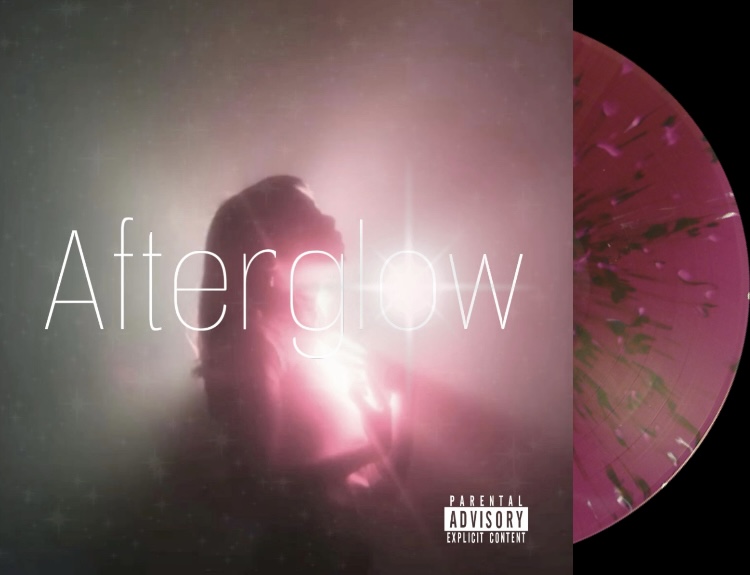 Afterglow
PARENTAL
ADVISORY
EXPLICIT CONTENT